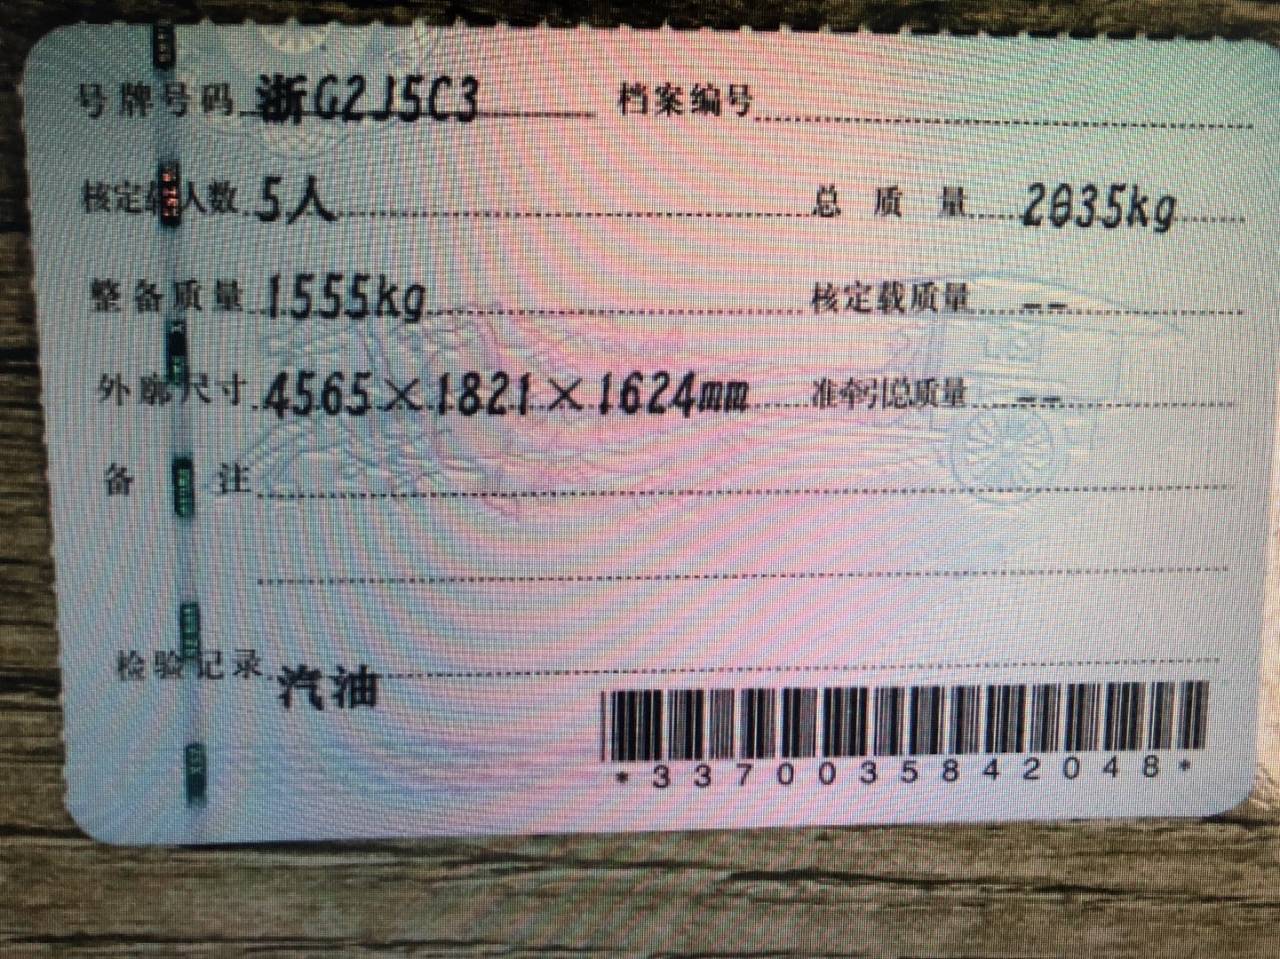 号牌号码 浙G2J5C3 档案编号
核定载人数 5人 总质量 2035kg
整备质量 1555kg 核定载质量 --
外廓尺寸 4565×1821×1624mm 准牵引总质量 --
备注
检验记录 汽油
*3370035842048*